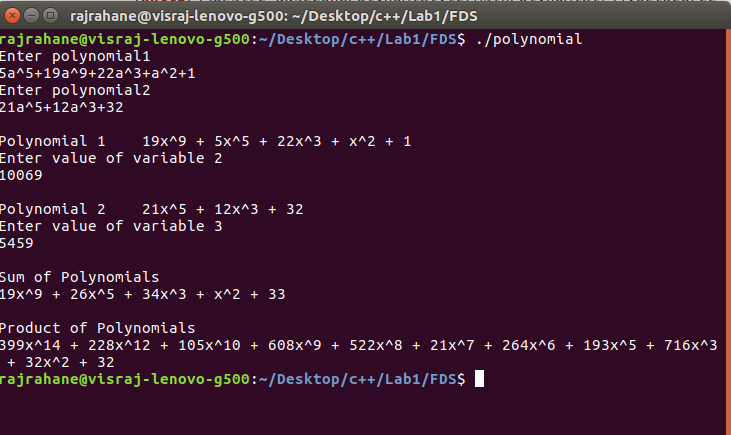 rajrahane@visraj-lenovo-g500: ~/Desktop/c++/Lab1/FDS
rajrahane@visraj-lenovo-g500:~/Desktop/c++/Lab1/FDS$ ./polynomial
Enter polynomial1
5a^5+19a^9+22a^3+a^2+1
Enter polynomial2
21a^5+12a^3+32
Polynomial 1    19x^9 + 5x^5 + 22x^3 + x^2 + 1
Enter value of variable 2
10069
Polynomial 2    21x^5 + 12x^3 + 32
Enter value of variable 3
5459
Sum of Polynomials
19x^9 + 26x^5 + 34x^3 + x^2 + 33
Product of Polynomials
399x^14 + 228x^12 + 105x^10 + 608x^9 + 522x^8 + 21x^7 + 264x^6 + 193x^5 + 716x^3
 + 32x^2 + 32
rajrahane@visraj-lenovo-g500:~/Desktop/c++/Lab1/FDS$